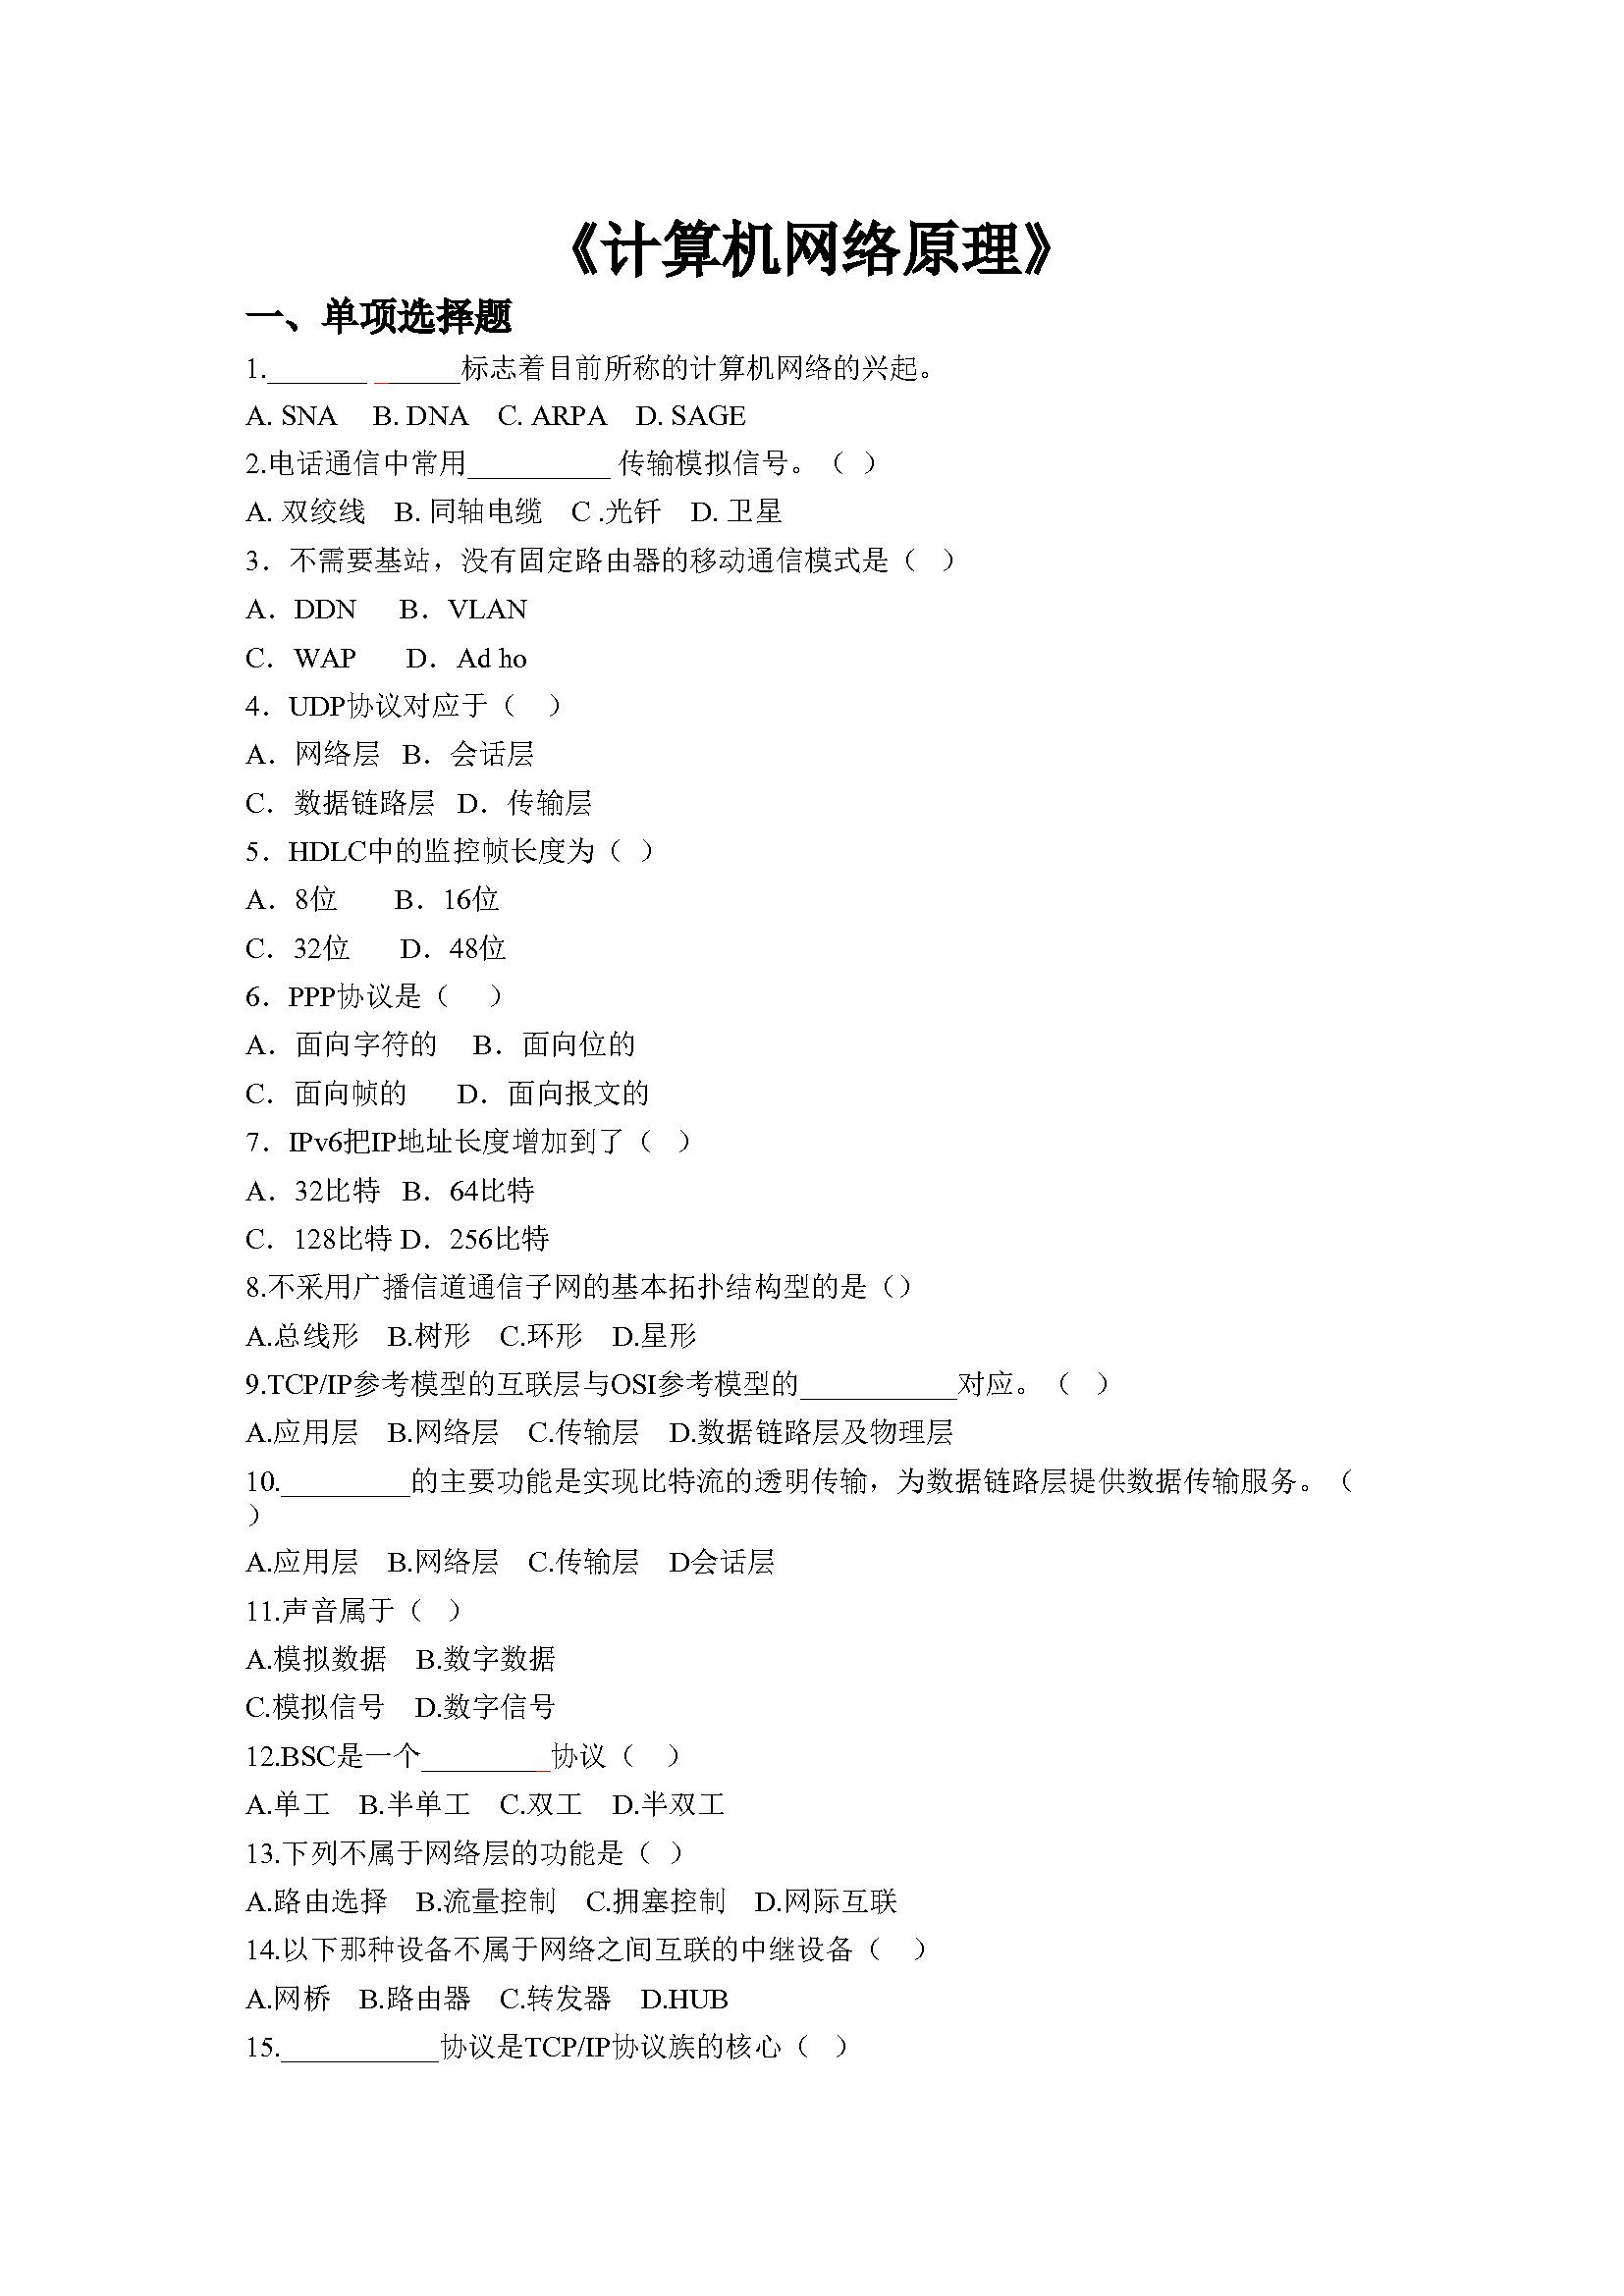 《计算机网络原理》
一、单项选择题
1._______ ______标志着目前所称的计算机网络的兴起。
A. SNA B. DNA C. ARPA D. SAGE
2.电话通信中常用__________ 传输模拟信号。（ ）
A. 双绞线 B. 同轴电缆 C .光钎 D. 卫星
3．不需要基站，没有固定路由器的移动通信模式是（ ）
A．DDN B．VLAN
C．WAP D．Ad ho
4．UDP协议对应于（ ）
A．网络层 B．会话层
C．数据链路层 D．传输层
5．HDLC中的监控帧长度为（ ）
A．8位 B．16位
C．32位 D．48位
6．PPP协议是（ ）
A．面向字符的 B．面向位的
C．面向帧的 D．面向报文的
7．IPv6把IP地址长度增加到了（ ）
A．32比特 B．64比特
C．128比特 D．256比特
8.不采用广播信道通信子网的基本拓扑结构型的是（）
A.总线形 B.树形 C.环形 D.星形
9.TCP/IP参考模型的互联层与OSI参考模型的___________对应。（ ）
A.应用层 B.网络层 C.传输层 D.数据链路层及物理层
10._________的主要功能是实现比特流的透明传输，为数据链路层提供数据传输服务。（
）
A.应用层 B.网络层 C.传输层 D会话层
11.声音属于（ ）
A.模拟数据 B.数字数据
C.模拟信号 D.数字信号
12.BSC是一个_________协议（ ）
A.单工 B.半单工 C.双工 D.半双工
13.下列不属于网络层的功能是（ ）
A.路由选择 B.流量控制 C.拥塞控制 D.网际互联
14.以下那种设备不属于网络之间互联的中继设备（ ）
A.网桥 B.路由器 C.转发器 D.HUB
15.___________协议是TCP/IP协议族的核心（ ）